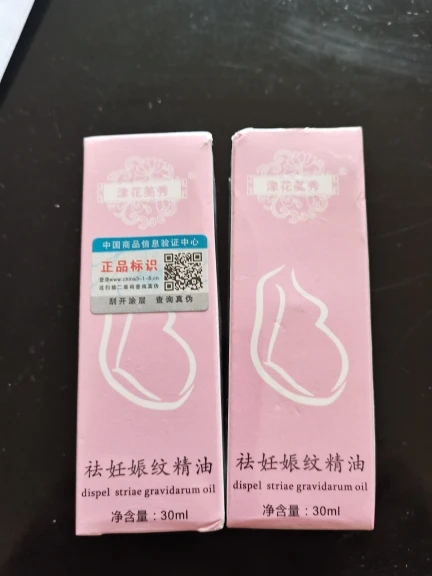 津花美秀
中国商品信息验证中心
正品标识
刮开涂层 查询真伪
祛妊娠纹精油
dispel striae gravidarum oil
净含量：30ml
津花美秀
祛妊娠纹精油
dispel striae gravidarum oil
净含量：30ml